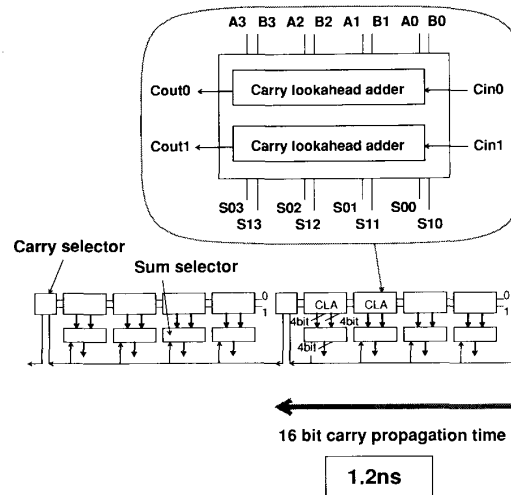 A3 B3 A2 B2 A1 B1 A0 B0
Cout0 Carry lookahead adder Cin0
Cout1 Carry lookahead adder Cin1
S03 S02 S01 S00
S13 S12 S11 S10
Carry selector
Sum selector
0 CLA CLA 0
1 1
4bit 4bit
4bit
16 bit carry propagation time
1.2ns